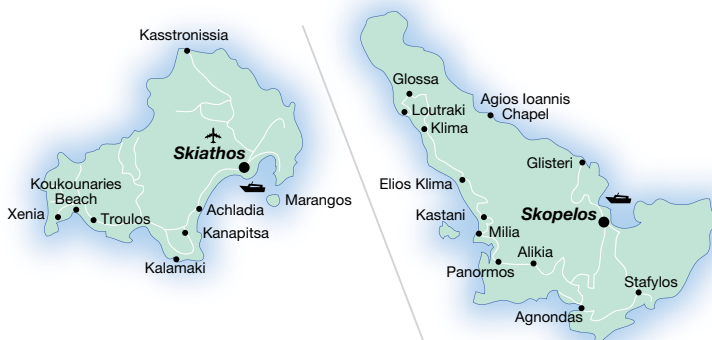 Kasstronissia
Skiathos
Koukounaries
Beach
Xenia
Troulos
Achladia
Marangos
Kanapitsa
Kalamaki
Glossa
Loutraki
Klima
Agios Ioannis
Chapel
Glisteri
Elios Klima
Kastani
Skopelos
Milia
Alikia
Panormos
Stafylos
Agnondas